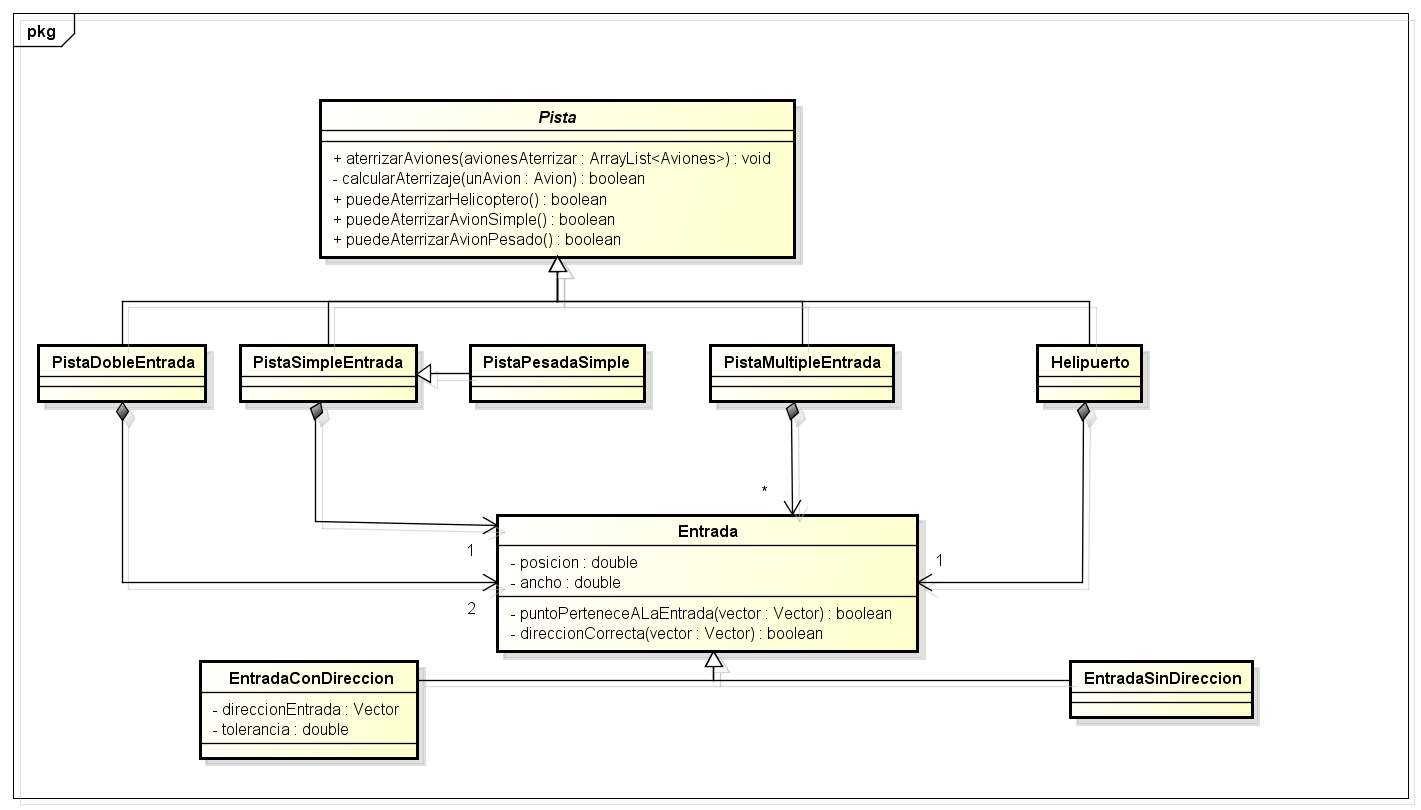 pkg
Pista
+ aterrizarAviones(avionesAterrizar : ArrayList<Aviones>) : void
- calcularAterrizaje(unAvion : Avion) : boolean
+ puedeAterrizarHelicoptero() : boolean
+ puedeAterrizarAvionSimple() : boolean
+ puedeAterrizarAvionPesado() : boolean
PistaDobleEntrada
PistaSimpleEntrada
PistaPesadaSimple
PistaMultipleEntrada
Helipuerto
*
1
2
1
Entrada
- posicion : double
- ancho : double
- puntoPerteneceALaEntrada(vector : Vector) : boolean
- direccionCorrecta(vector : Vector) : boolean
EntradaConDireccion
- direccionEntrada : Vector
- tolerancia : double
EntradaSinDireccion